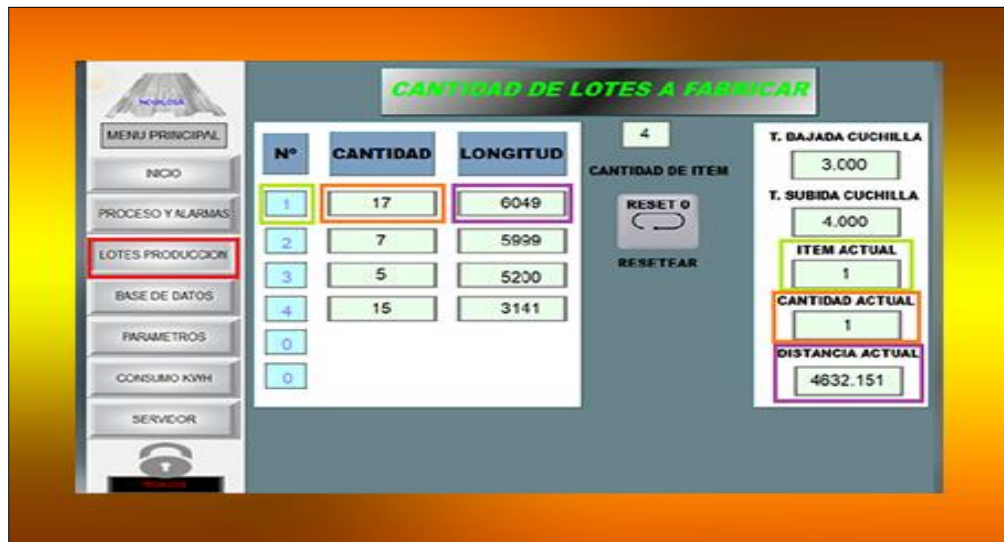 CANTIDAD DE LOTES A FABRICAR
NOVALOSA
MENU PRINCIPAL
INICIO
PROCESO Y ALARMAS
LOTES PRODUCCION
BASE DE DATOS
PARAMETROS
CONSUMO KWH
SERVIDOR
Nº CANTIDAD LONGITUD
1 17 6049
2 7 5999
3 5 5200
4 15 3141
0
0
4
CANTIDAD DE ITEM
RESET 0
RESETEAR
T. BAJADA CUCHILLA
3.000
T. SUBIDA CUCHILLA
4.000
ITEM ACTUAL
1
CANTIDAD ACTUAL
1
DISTANCIA ACTUAL
4632.151